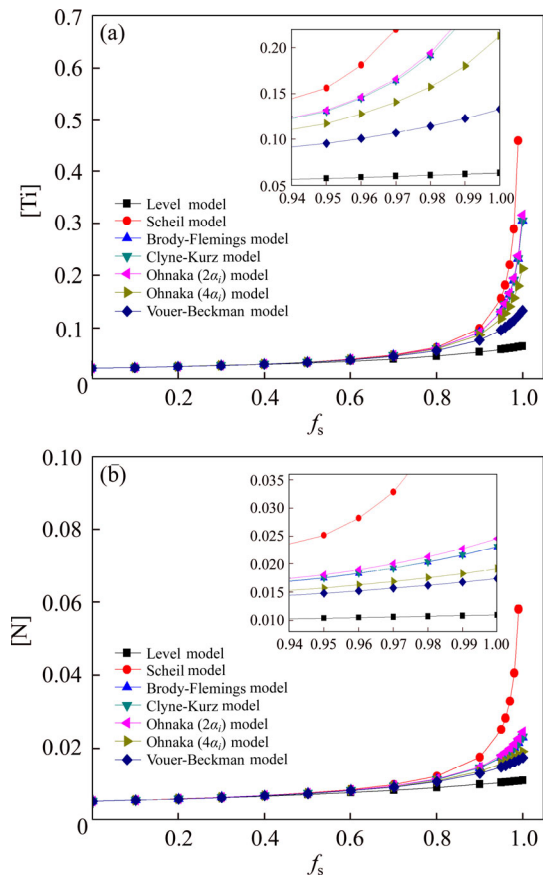 (a)
0.7
0.6
0.5
0.4
0.3
0.2
0.1
0
[Ti]
0.20
0.15
0.10
0.05
0.94 0.95 0.96 0.97 0.98 0.99 1.00
Level model
Scheil model
Brody-Flemings model
Clyne-Kurz model
Ohnaka (2αi) model
Ohnaka (4αi) model
Vouer-Beckman model
0.2 0.4 0.6 0.8 1.0
fs
(b)
0.10
0.08
0.06
0.04
0.02
0
[N]
0.035
0.030
0.025
0.020
0.015
0.010
0.94 0.95 0.96 0.97 0.98 0.99 1.00
Level model
Scheil model
Brody-Flemings model
Clyne-Kurz model
Ohnaka (2αi) model
Ohnaka (4αi) model
Vouer-Beckman model
0.2 0.4 0.6 0.8 1.0
fs